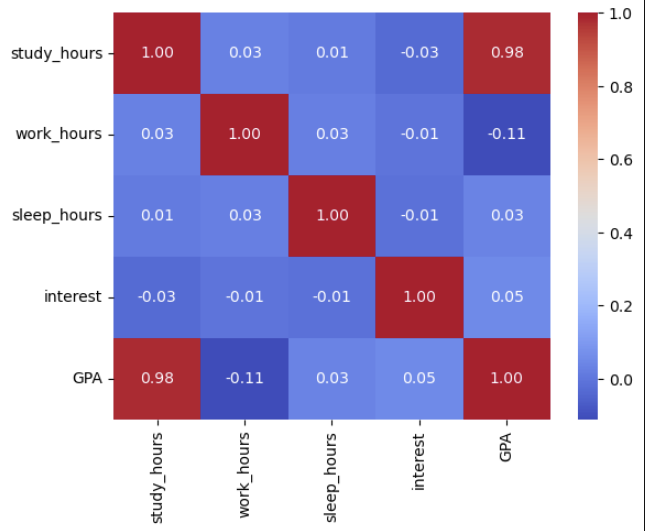 study_hours 1.00 0.03 0.01 -0.03 0.98
work_hours 0.03 1.00 0.03 -0.01 -0.11
sleep_hours 0.01 0.03 1.00 -0.01 0.03
interest -0.03 -0.01 -0.01 1.00 0.05
GPA 0.98 -0.11 0.03 0.05 1.00
study_hours work_hours sleep_hours interest GPA
1.0
0.8
0.6
0.4
0.2
0.0